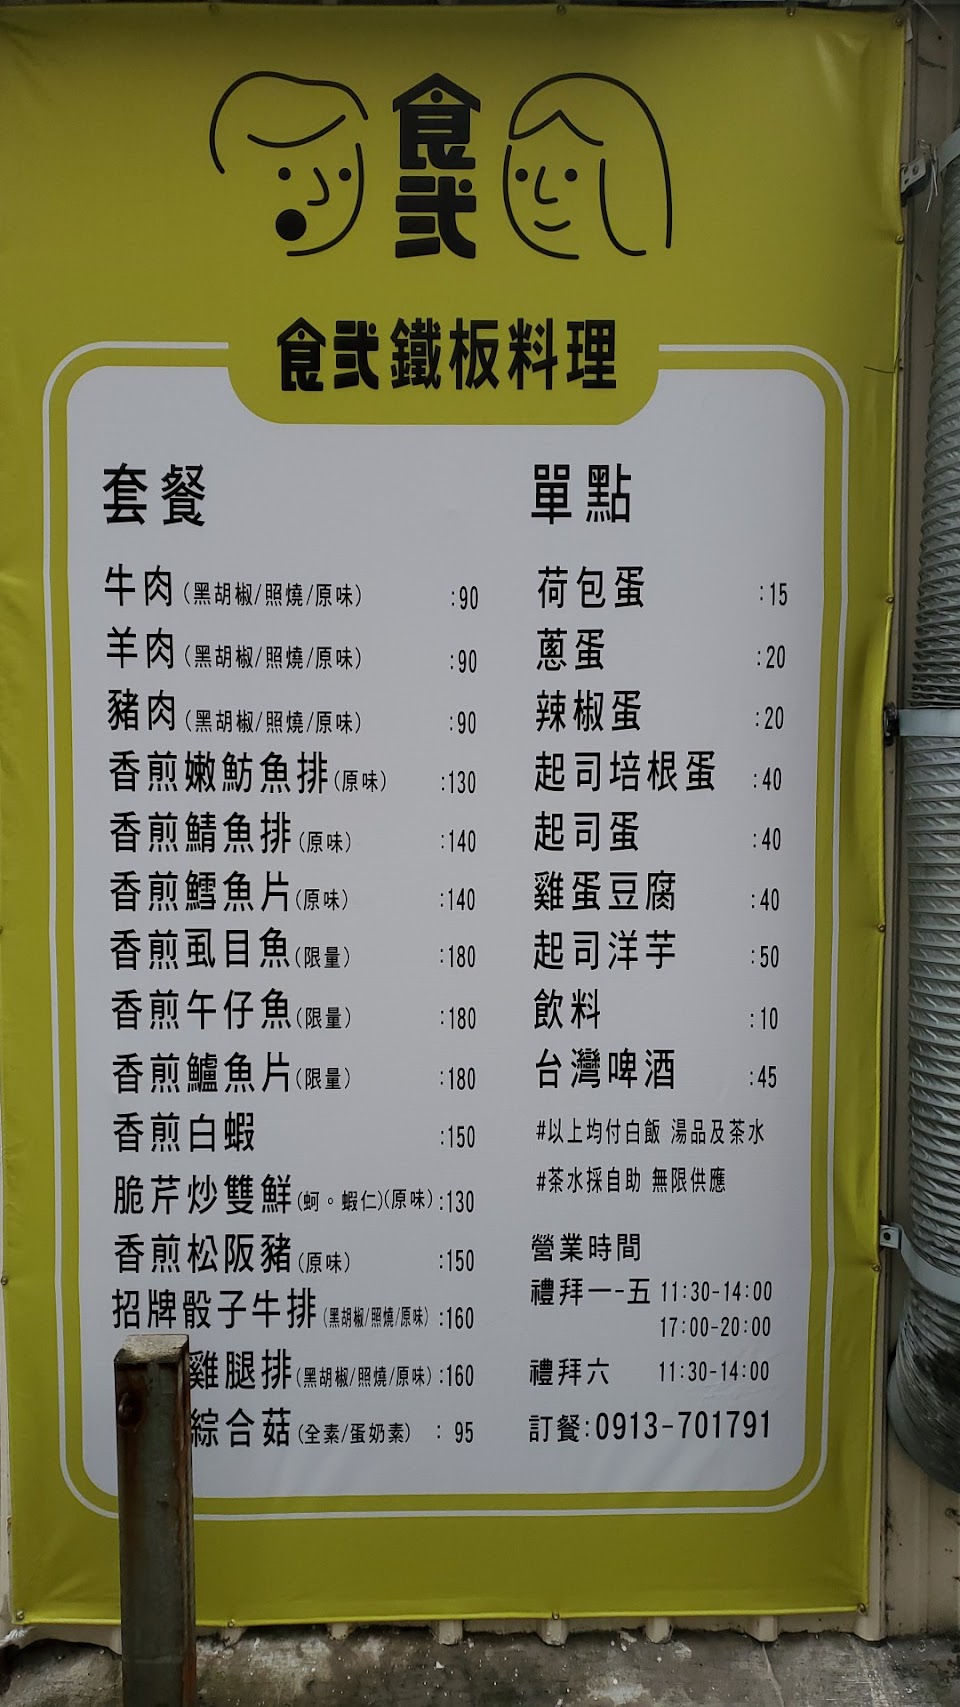 食弍
食弍鐵板料理
套餐
牛肉(黑胡椒/照燒/原味) :90
羊肉(黑胡椒/照燒/原味) :90
豬肉(黑胡椒/照燒/原味) :90
香煎嫩魴魚排(原味) :130
香煎鯖魚排(原味) :140
香煎鱈魚片(原味) :140
香煎虱目魚(限量) :180
香煎午仔魚(限量) :180
香煎鱸魚片(限量) :180
香煎白蝦 :150
脆芹炒雙鮮(蚵。蝦仁)(原味):130
香煎松阪豬(原味) :150
招牌骰子牛排(黑胡椒/照燒/原味) :160
雞腿排(黑胡椒/照燒/原味) :160
綜合菇(全素/蛋奶素) : 95
單點
荷包蛋 :15
蔥蛋 :20
辣椒蛋 :20
起司培根蛋 :40
起司蛋 :40
雞蛋豆腐 :40
起司洋芋 :50
飲料 :10
台灣啤酒 :45
#以上均付白飯 湯品及茶水
#茶水採自助 無限供應
營業時間
禮拜一-五 11:30-14:00
17:00-20:00
禮拜六 11:30-14:00
訂餐:0913-701791